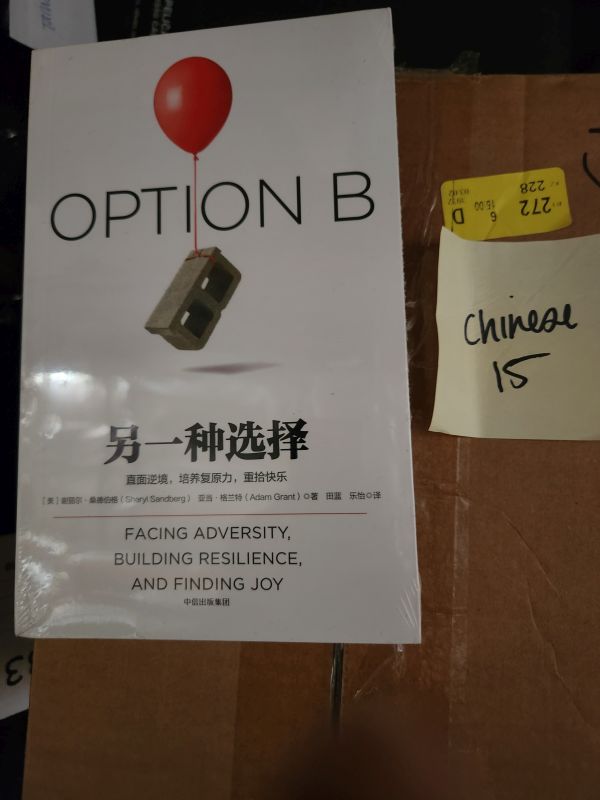 OPTION B
另一种选择
直面逆境，培养复原力，重拾快乐
[美] 谢丽尔·桑德伯格（Sheryl Sandberg） 亚当·格兰特（Adam Grant）◎著 田蓝 乐怡◎译
FACING ADVERSITY,
BUILDING RESILIENCE,
AND FINDING JOY
中信出版集团
272
228
6
15.00
D
Chinese
15